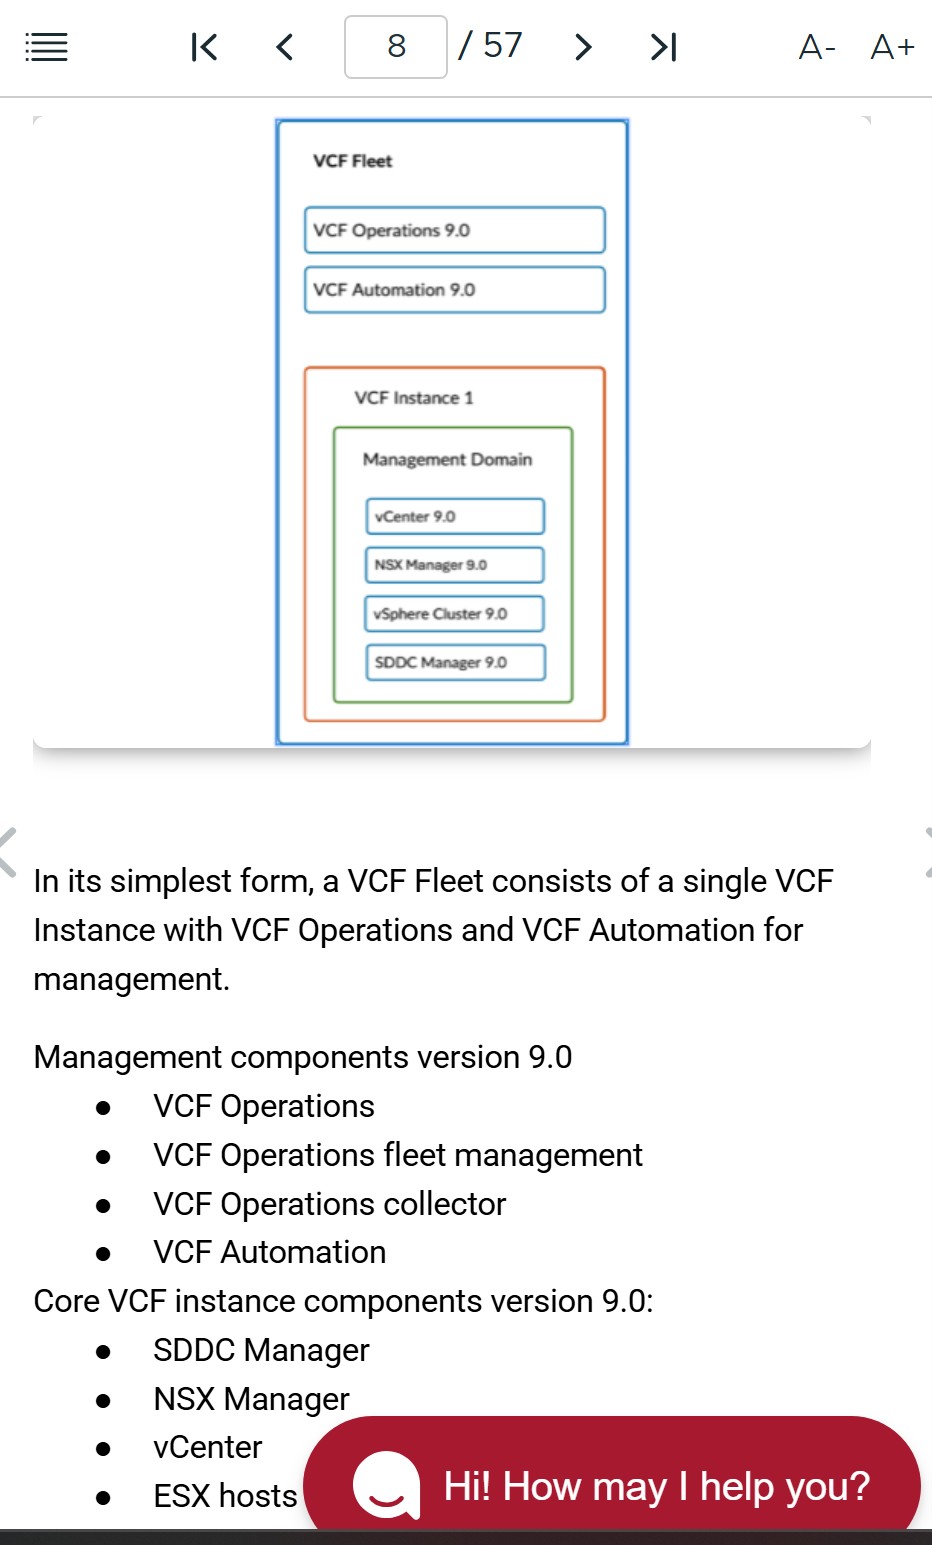 8 / 57 A- A+
VCF Fleet
VCF Operations 9.0
VCF Automation 9.0
VCF Instance 1
Management Domain
vCenter 9.0
NSX Manager 9.0
vSphere Cluster 9.0
SDDC Manager 9.0
In its simplest form, a VCF Fleet consists of a single VCF
Instance with VCF Operations and VCF Automation for
management.
Management components version 9.0
● VCF Operations
● VCF Operations fleet management
● VCF Operations collector
● VCF Automation
Core VCF instance components version 9.0:
● SDDC Manager
● NSX Manager
● vCenter
● ESX hosts
Hi! How may I help you?